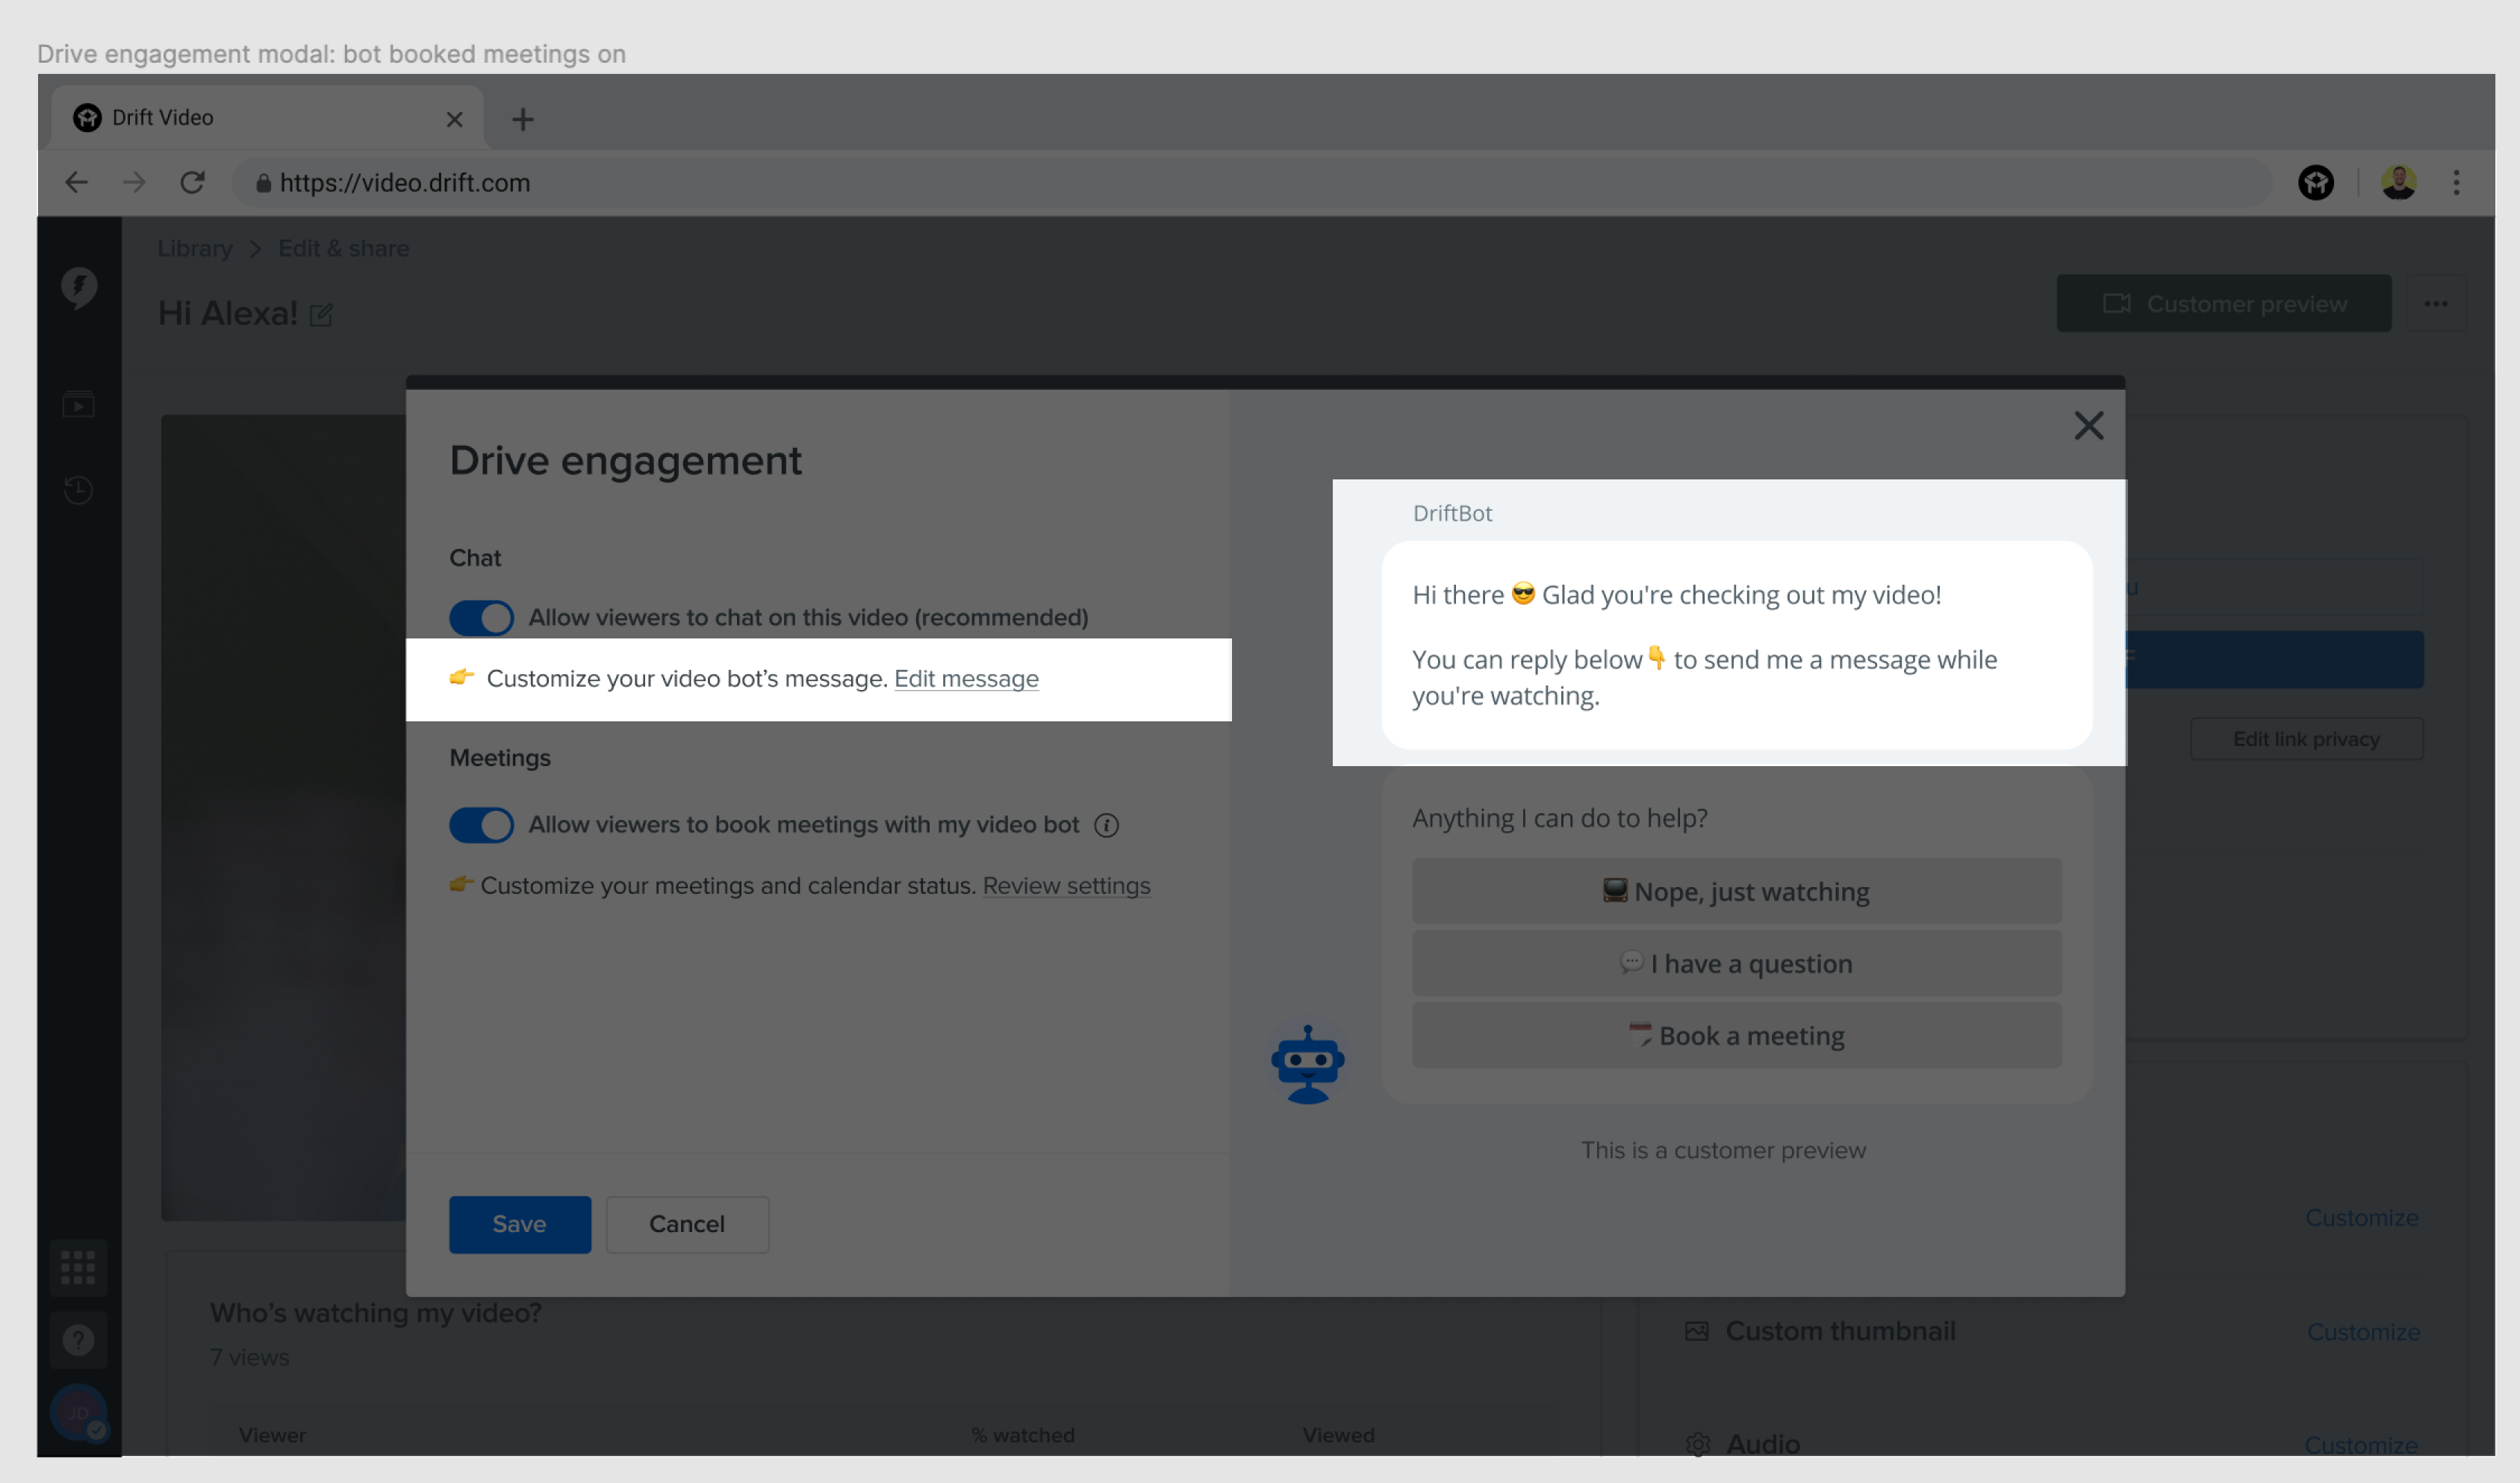 Drive engagement modal: bot booked meetings on
Drift Video
https://video.drift.com
Library > Edit & share
Hi Alexa!
Customer preview
Drive engagement
Chat
Allow viewers to chat on this video (recommended)
👉 Customize your video bot’s message. Edit message
Meetings
Allow viewers to book meetings with my video bot
👉 Customize your meetings and calendar status. Review settings
Save
Cancel
DriftBot
Hi there 😎 Glad you're checking out my video!
You can reply below👇 to send me a message while
you're watching.
Anything I can do to help?
📺 Nope, just watching
💬 I have a question
📅 Book a meeting
This is a customer preview
Edit link privacy
Customize
Who’s watching my video?
7 views
Viewer
% watched
Viewed
Custom thumbnail
Customize
Audio
Customize
JD